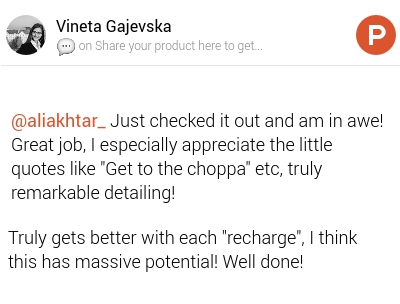 Vineta Gajevska
on Share your product here to get...
P
@aliakhtar_ Just checked it out and am in awe!
Great job, I especially appreciate the little
quotes like "Get to the choppa" etc, truly
remarkable detailing!
Truly gets better with each "recharge", I think
this has massive potential! Well done!